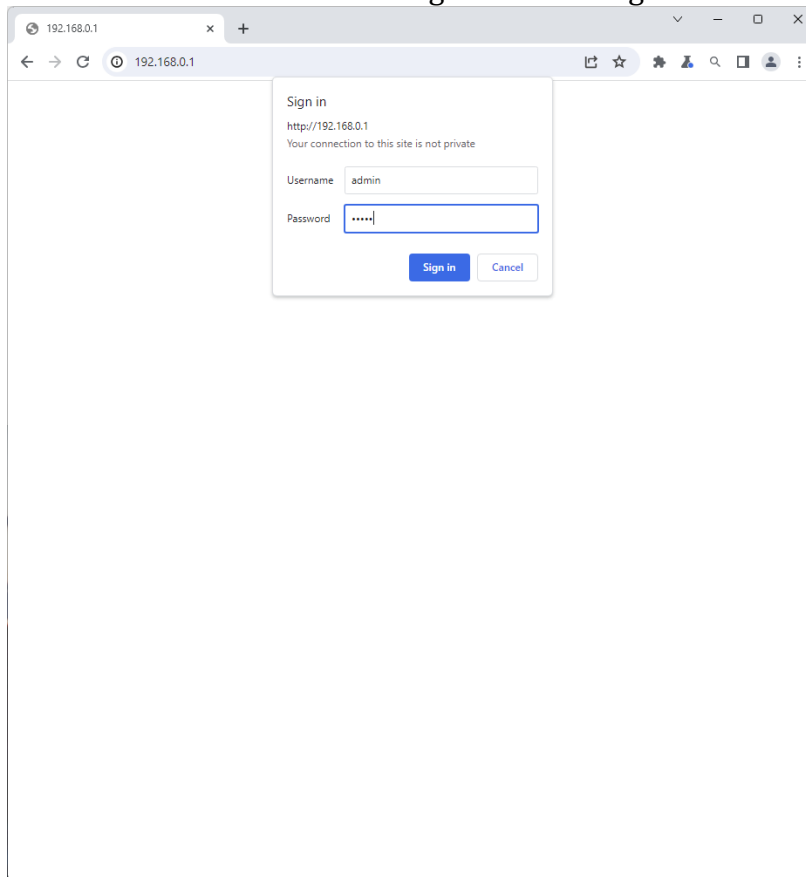 192.168.0.1
192.168.0.1
Sign in
http://192.168.0.1
Your connection to this site is not private
Username admin
Password •••••
Sign in Cancel